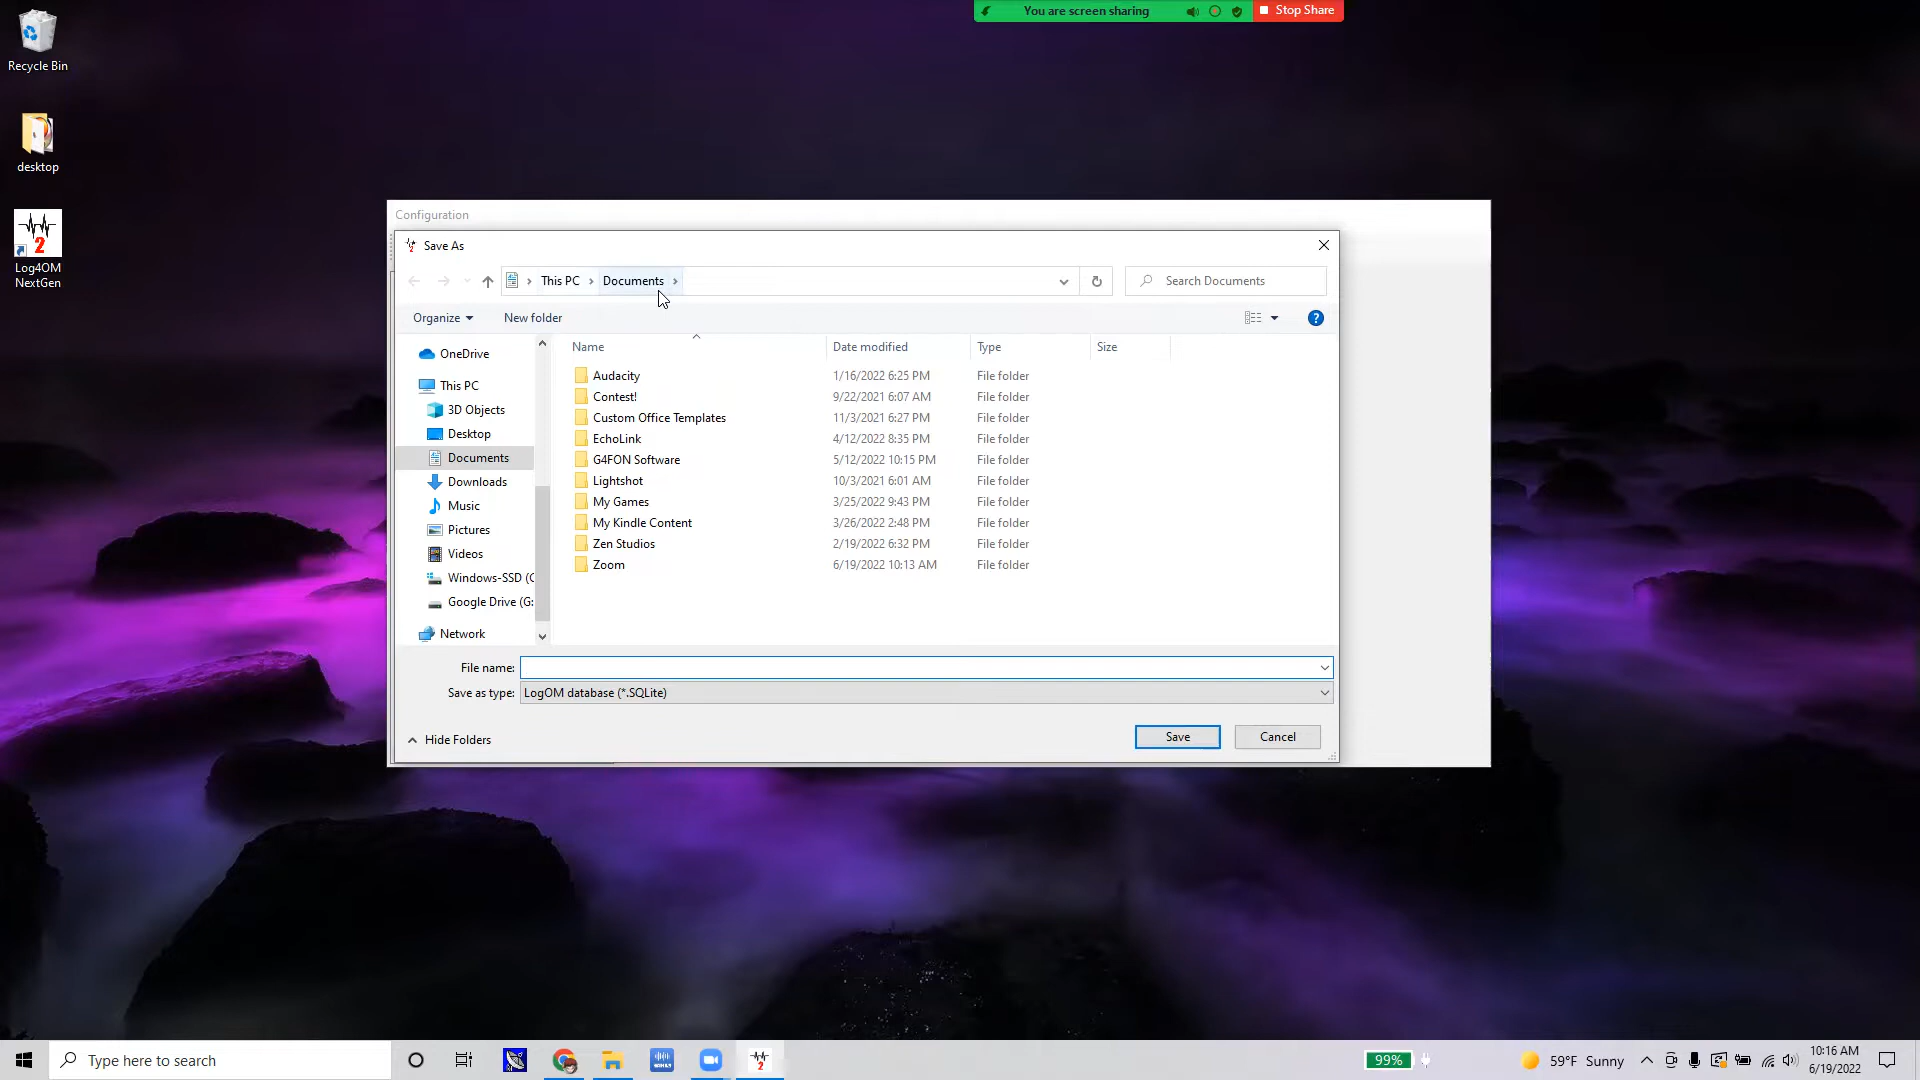 You are screen sharing
Stop Share
Recycle Bin
desktop
2
Log4OM
NextGen
Configuration
Save As
This PC
Documents
Search Documents
Organize
New folder
Name
Date modified
Type
Size
OneDrive
This PC
3D Objects
Desktop
Documents
Downloads
Music
Pictures
Videos
Windows-SSD (C
Google Drive (G:
Network
Audacity 1/16/2022 6:25 PM File folder
Contest! 9/22/2021 6:07 AM File folder
Custom Office Templates 11/3/2021 6:27 PM File folder
EchoLink 4/12/2022 8:35 PM File folder
G4FON Software 5/12/2022 10:15 PM File folder
Lightshot 10/3/2021 6:01 AM File folder
My Games 3/25/2022 9:43 PM File folder
My Kindle Content 3/26/2022 2:48 PM File folder
Zen Studios 2/19/2022 6:32 PM File folder
Zoom 6/19/2022 10:13 AM File folder
File name:
Save as type: LogOM database (*.SQLite)
Hide Folders
Save
Cancel
Type here to search
2
99%
59°F Sunny
10:16 AM
6/19/2022